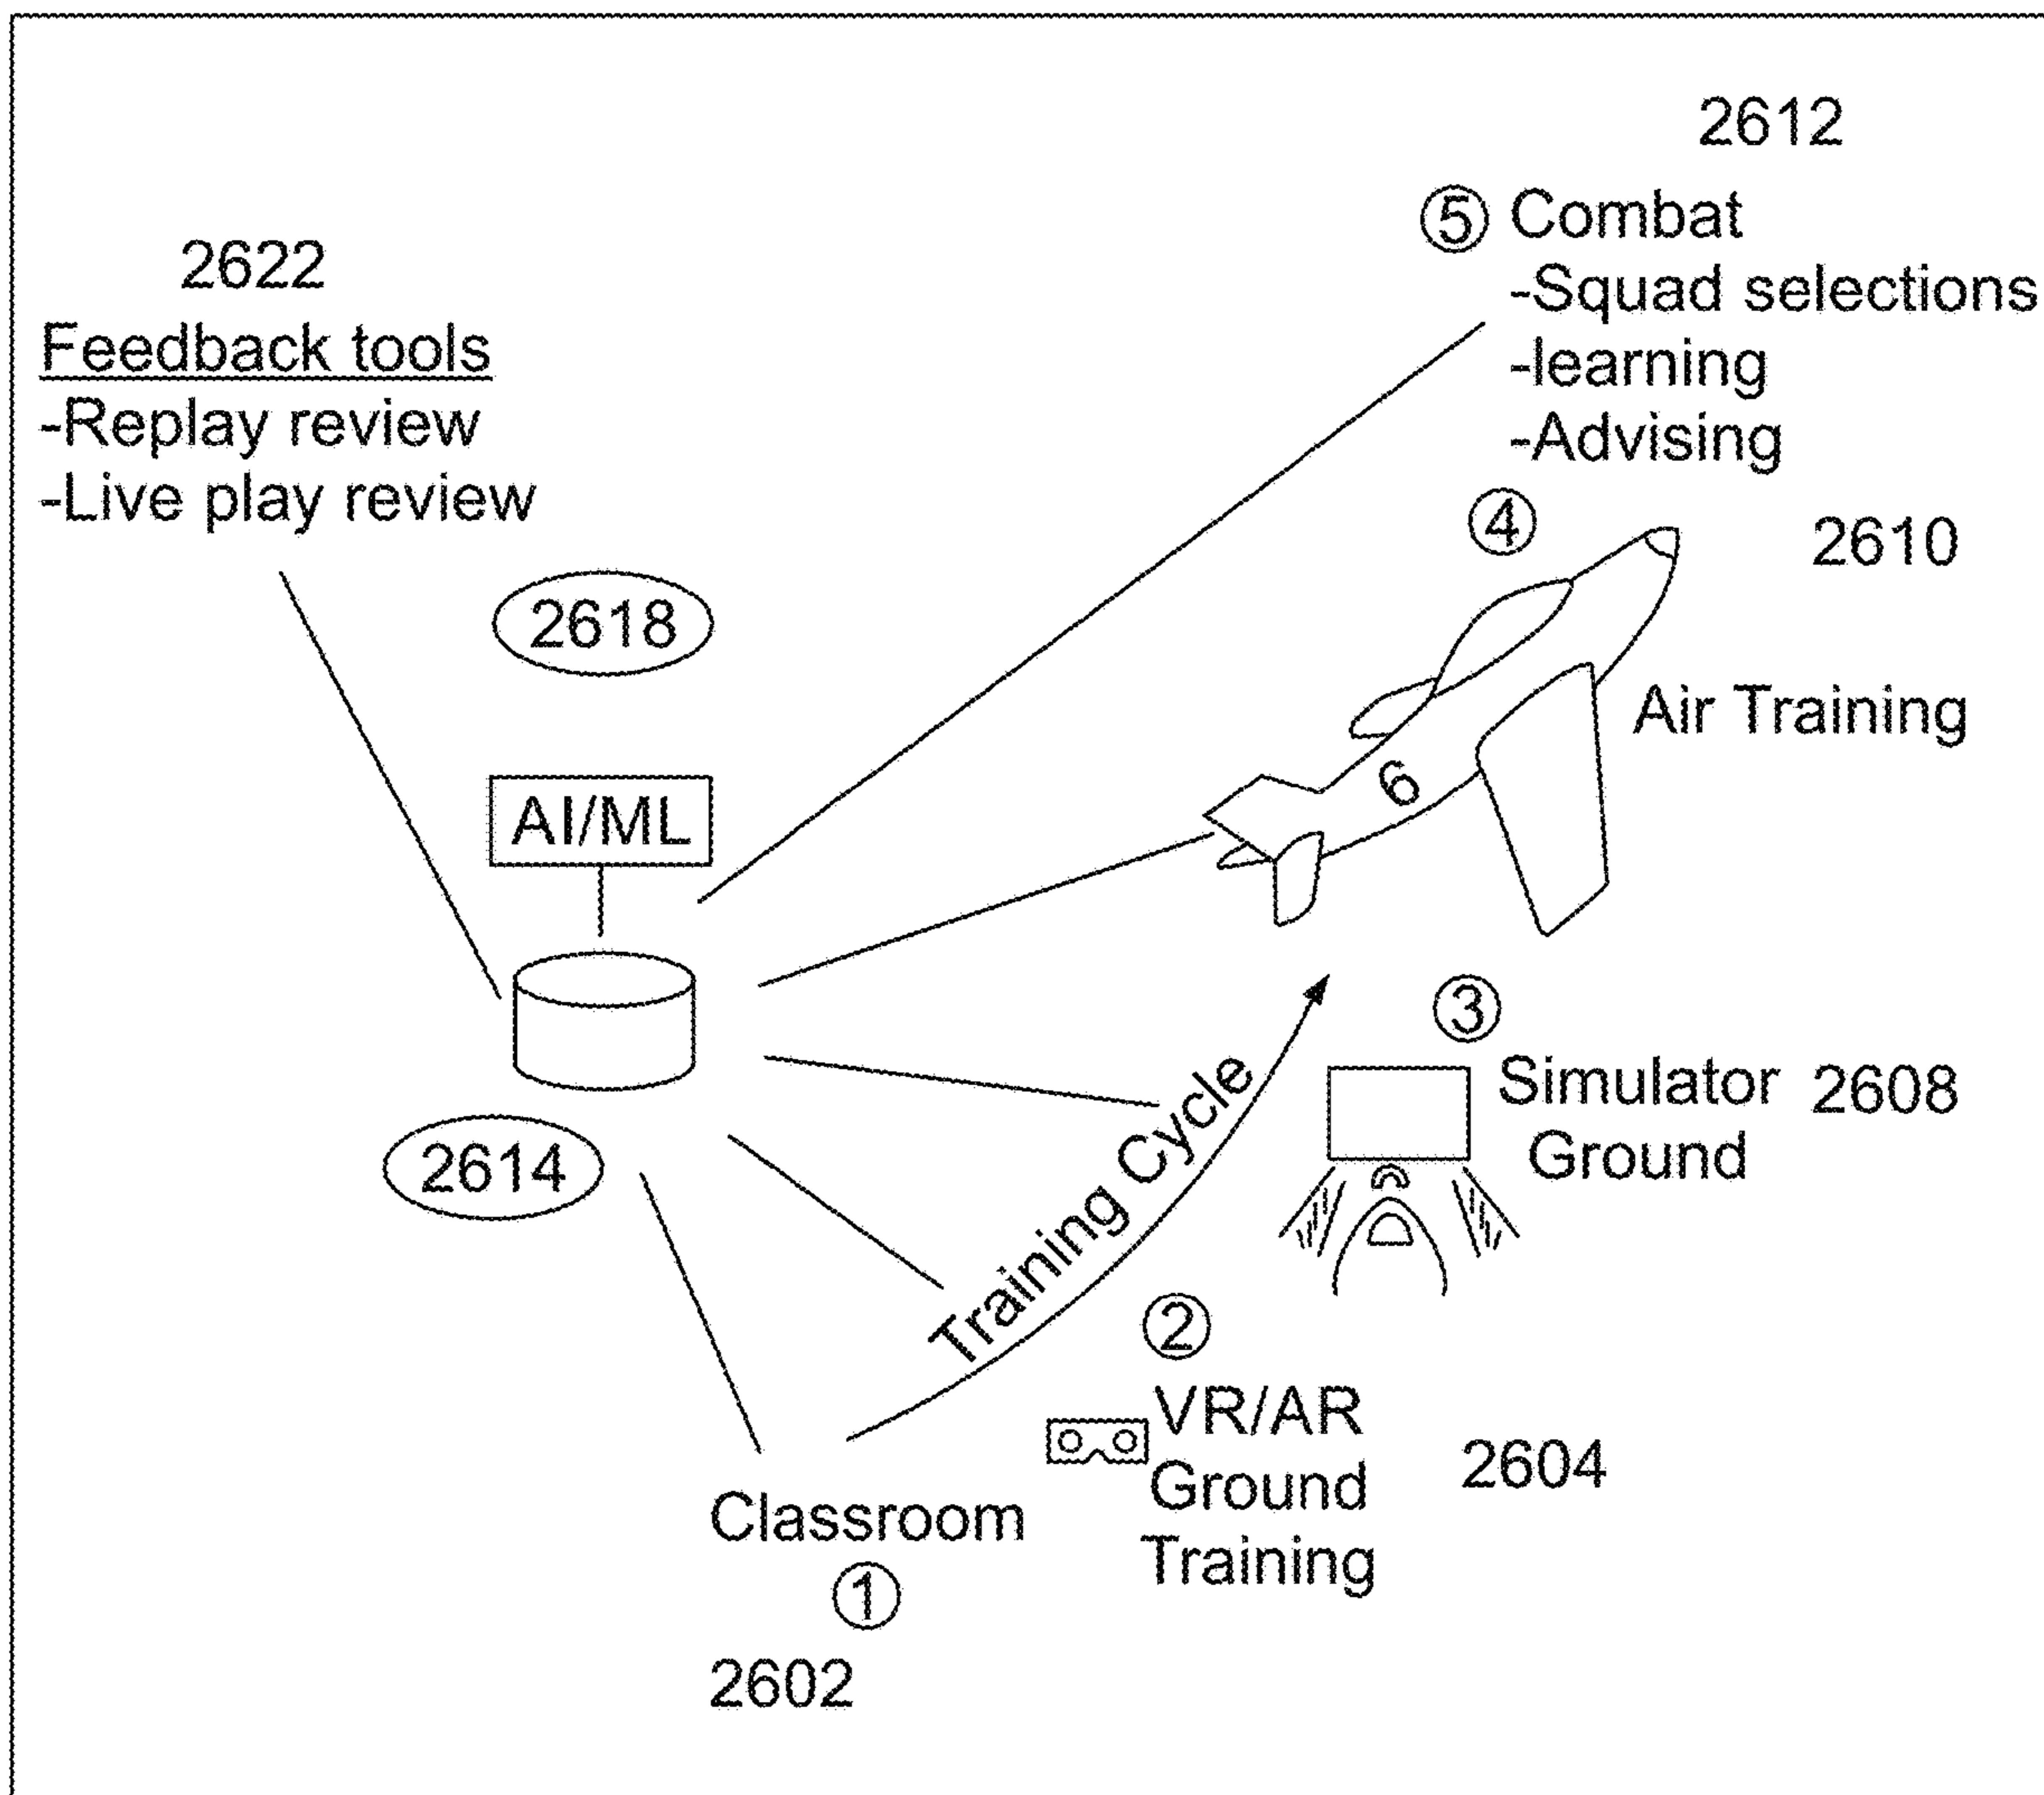 2612
⑤ Combat
-Squad selections
-learning
-Advising
2622
Feedback tools
-Replay review
-Live play review
④
2610
2618
Air Training
6
AI/ML
③
Simulator 2608
Ground
2614
Training Cycle
②
VR/AR
Ground
Training
2604
Classroom
①
2602